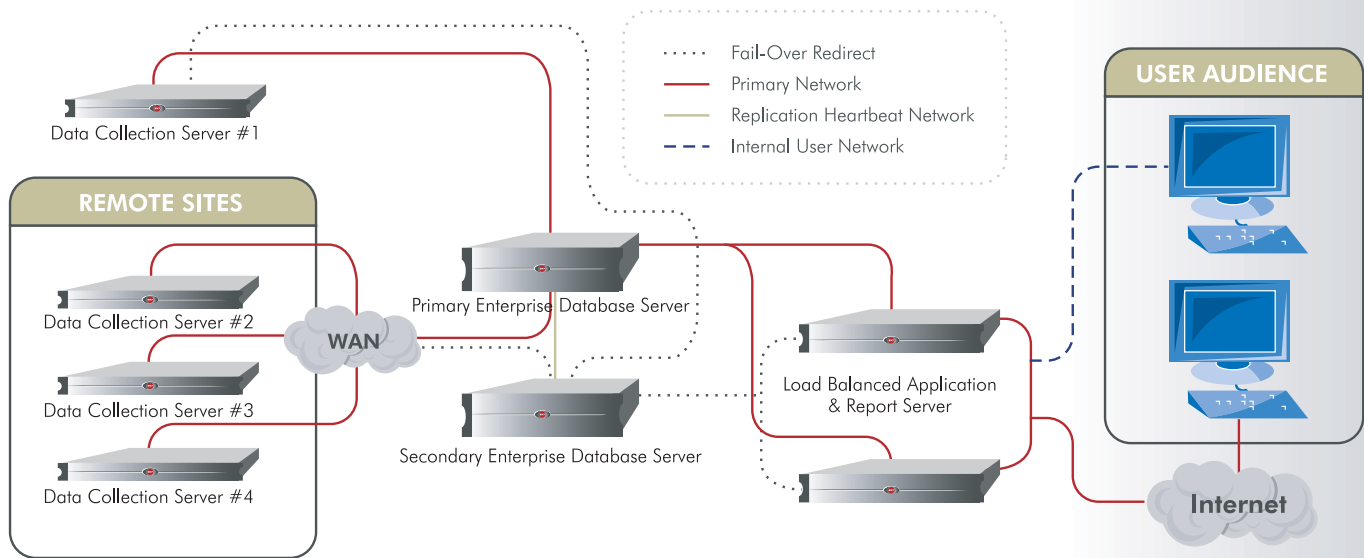 Fail-Over Redirect
Primary Network
Replication Heartbeat Network
Internal User Network
USER AUDIENCE
Data Collection Server #1
REMOTE SITES
Data Collection Server #2
Data Collection Server #3
Data Collection Server #4
WAN
Primary Enterprise Database Server
Secondary Enterprise Database Server
Load Balanced Application
& Report Server
Internet